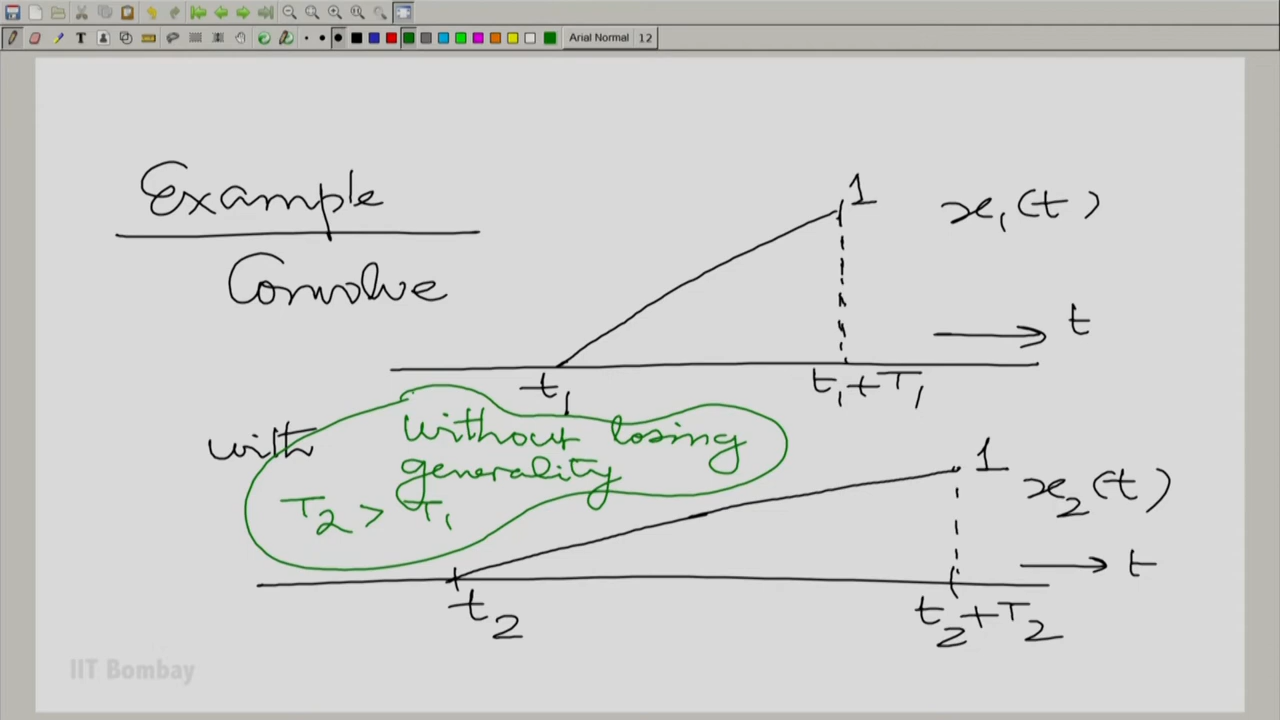 Arial Normal 12
Example
Convolve
1
x₁(t)
t
t₁
t₁+T₁
with
without losing
generality
T₂ > T₁
1
x₂(t)
t
t₂
t₂+T₂
IIT Bombay